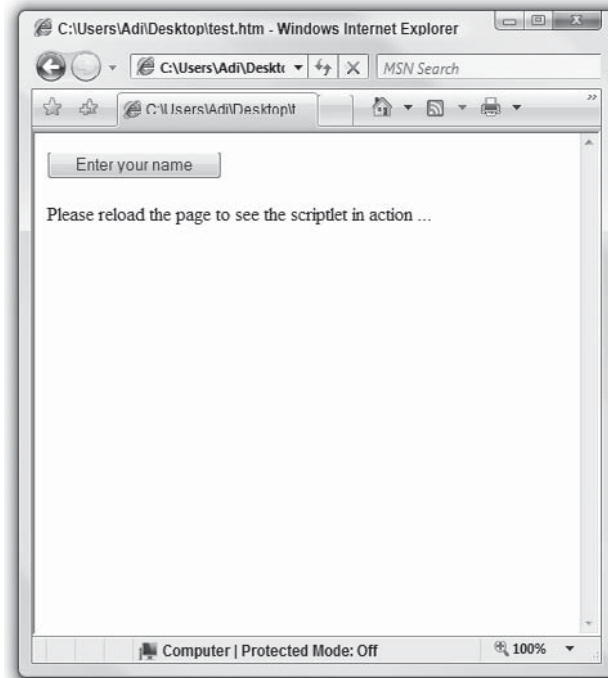 C:\Users\Adi\Desktop\test.htm - Windows Internet Explorer
C:\Users\Adi\Deskt
MSN Search
C:\Users\Adi\Desktop\t
Enter your name
Please reload the page to see the scriptlet in action ...
Computer | Protected Mode: Off
100%